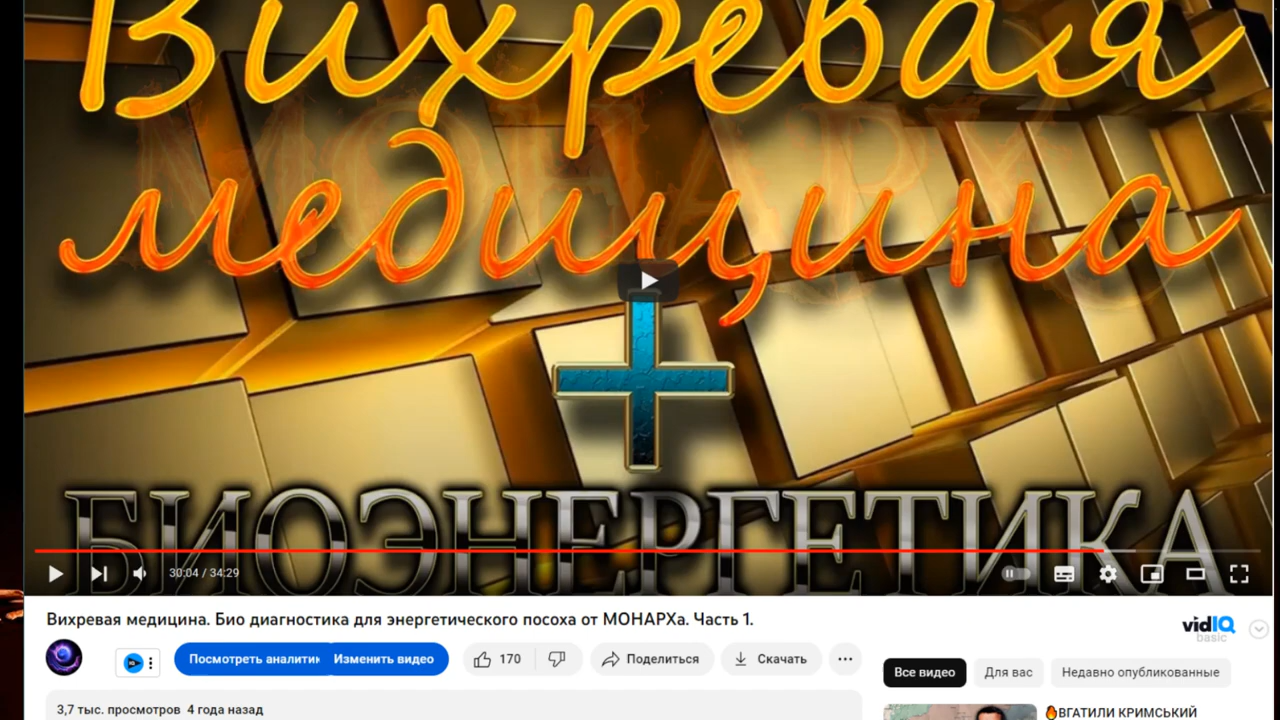 Вихревая
медицина
МОНАРХ
БИОЭНЕРГЕТИКА
30:04 / 34:29
Вихревая медицина. Био диагностика для энергетического посоха от МОНАРХа. Часть 1.
vidIQ
basic
Посмотреть аналитик Изменить видео 170 Поделиться Скачать
Все видео Для вас Недавно опубликованные
3,7 тыс. просмотров 4 года назад
🔥ВГАТИЛИ КРИМСЬКИЙ